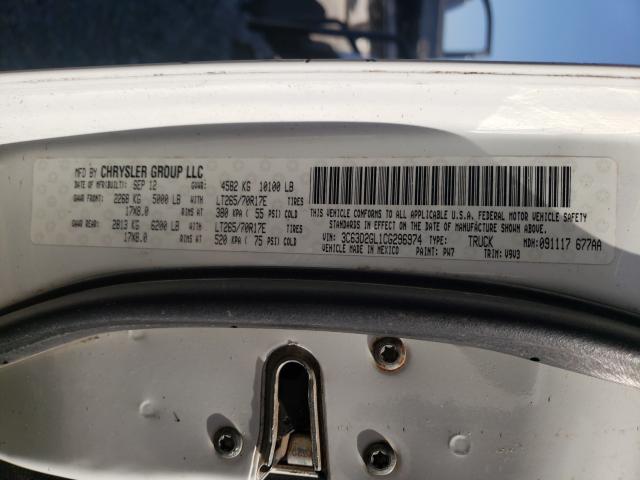 MFD BY CHRYSLER GROUP LLC
DATE OF MFR/BUILT: SEP 12 GVWR: 4582 KG 10100 LB
GAWR FRONT: 2268 KG 5000 LB WITH LT265/70R17E TIRES
17X8.0 RIMS AT 380 KPA ( 55 PSI) COLD
GAWR REAR: 2813 KG 6200 LB WITH LT265/70R17E TIRES
17X8.0 RIMS AT 520 KPA ( 75 PSI) COLD
THIS VEHICLE CONFORMS TO ALL APPLICABLE U.S.A. FEDERAL MOTOR VEHICLE SAFETY
STANDARDS IN EFFECT ON THE DATE OF MANUFACTURE SHOWN ABOVE.
VIN: 3C63D2GL1CG296974 TYPE: TRUCK MDH: 091117 677AA
VEHICLE MADE IN MEXICO PAINT: PW7 TRIM: V9V3